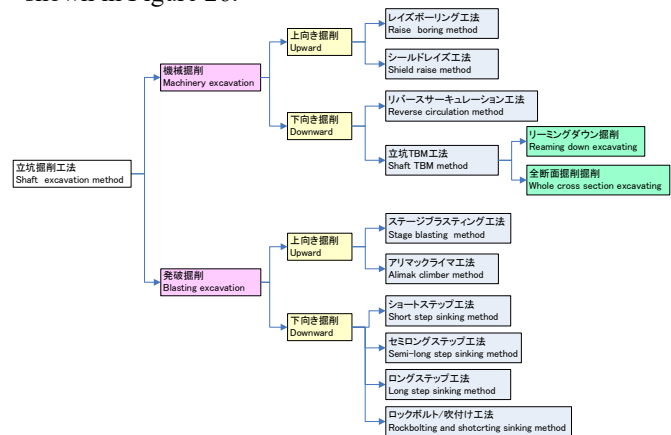 shown in Figure 20.
レイズボーリング工法
Raise boring method
上向き掘削
Upward
シールドレイズ工法
Shield raise method
機械掘削
Machinery excavation
リバースサーキュレーション工法
Reverse circulation method
下向き掘削
Downward
リーミングダウン掘削
Reaming down excavating
立坑TBM工法
Shaft TBM method
立坑掘削工法
Shaft excavation method
全断面掘削掘削
Whole cross section excavating
ステージブラスティング工法
Stage blasting method
上向き掘削
Upward
アリマックライマ工法
Alimak climber method
発破掘削
Blasting excavation
ショートステップ工法
Short step sinking method
下向き掘削
Downward
セミロングステップ工法
Semi-long step sinking method
ロングステップ工法
Long step sinking method
ロックボルト/吹付け工法
Rockbolting and shotcrting sinking method